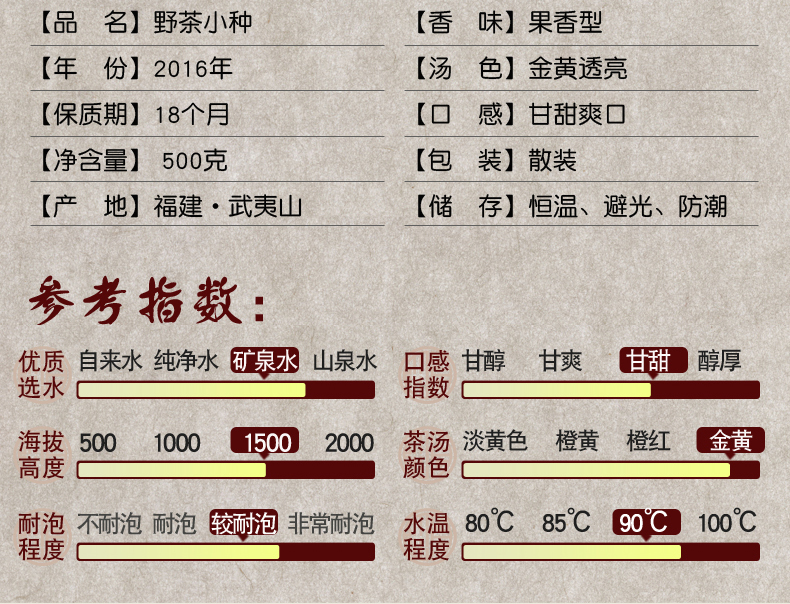 【品　名】野茶小种
【香　味】果香型
【年　份】2016年
【汤　色】金黄透亮
【保质期】18个月
【口　感】甘甜爽口
【净含量】 500克
【包　装】散装
【产　地】福建·武夷山
【储　存】恒温、避光、防潮
参考指数：
优质选水 自来水 纯净水 矿泉水 山泉水
口感指数 甘醇 甘爽 甘甜 醇厚
海拔高度 500 1000 1500 2000
茶汤颜色 淡黄色 橙黄 橙红 金黄
耐泡程度 不耐泡 耐泡 较耐泡 非常耐泡
水温程度 80℃ 85℃ 90℃ 100℃